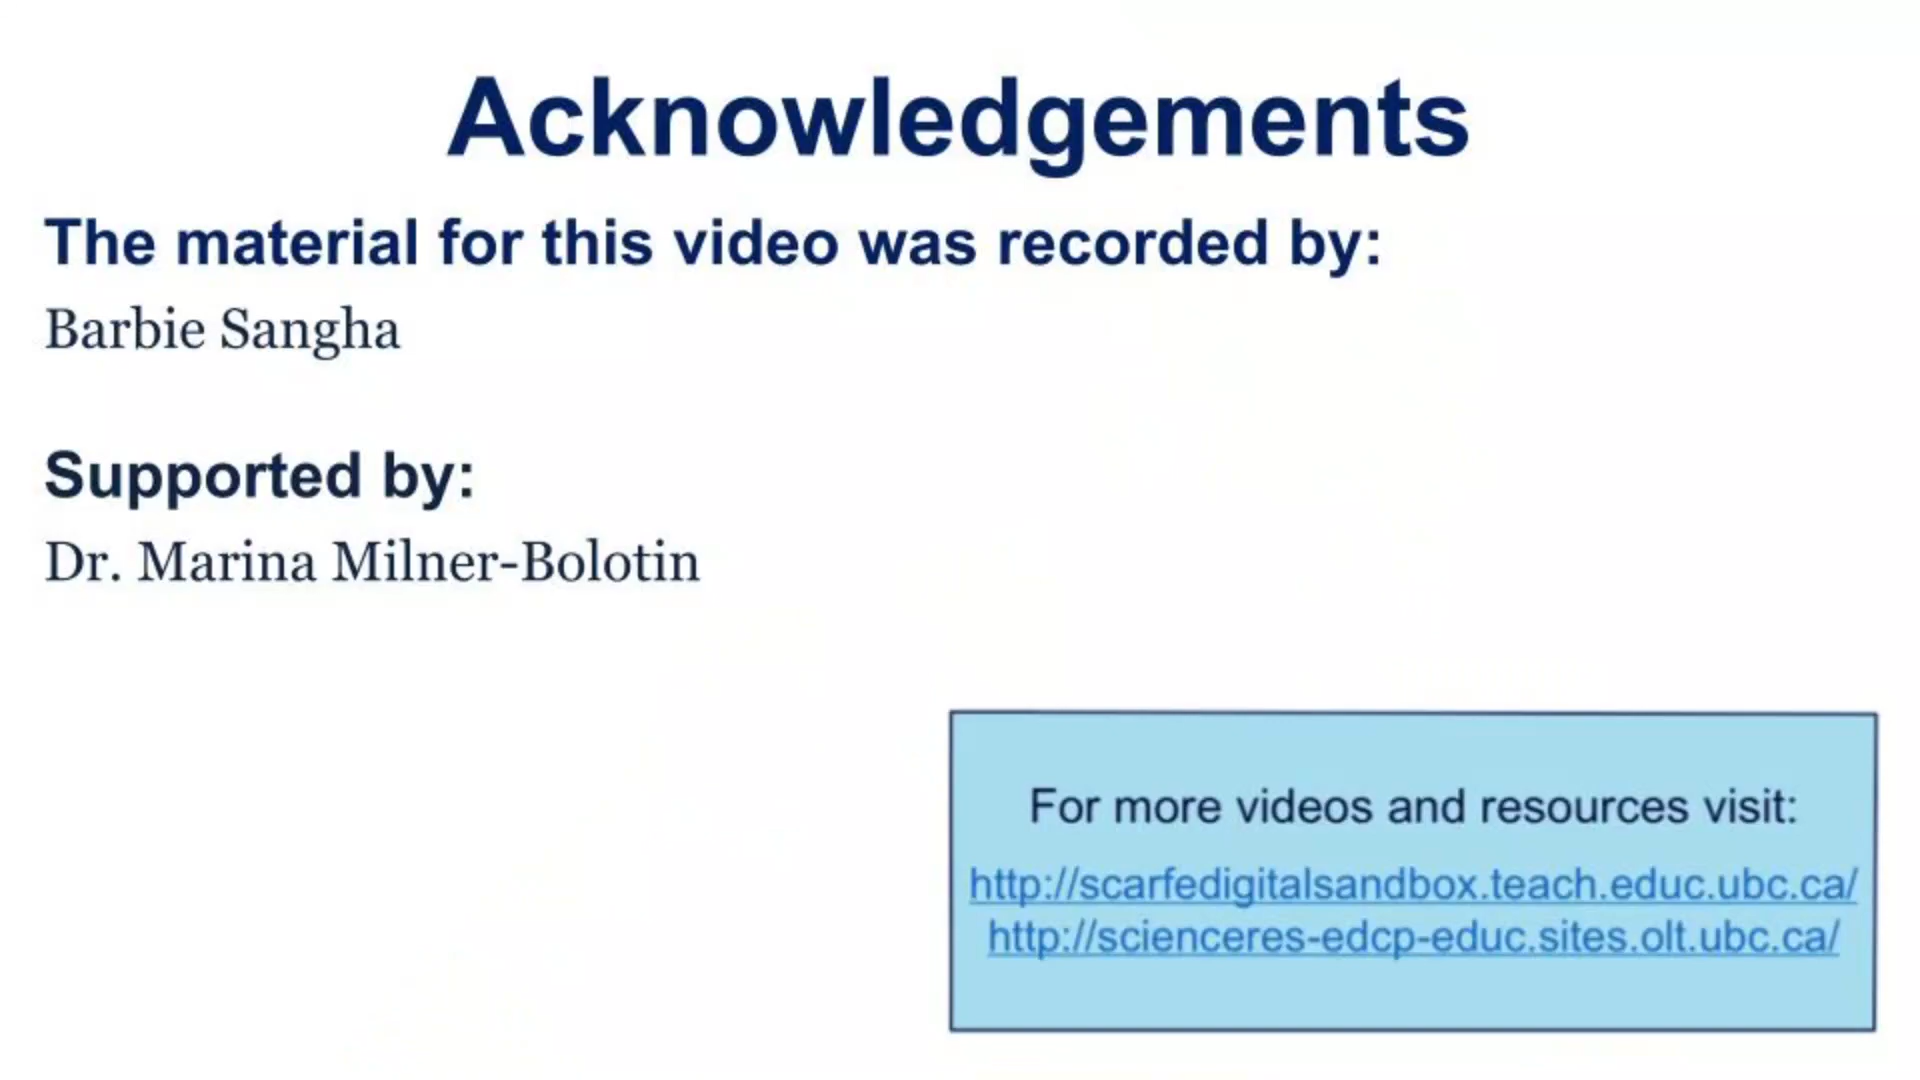 Acknowledgements
The material for this video was recorded by:
Barbie Sangha
Supported by:
Dr. Marina Milner-Bolotin
For more videos and resources visit:
http://scarfedigitalsandbox.teach.educ.ubc.ca/
http://scienceres-edcp-educ.sites.olt.ubc.ca/